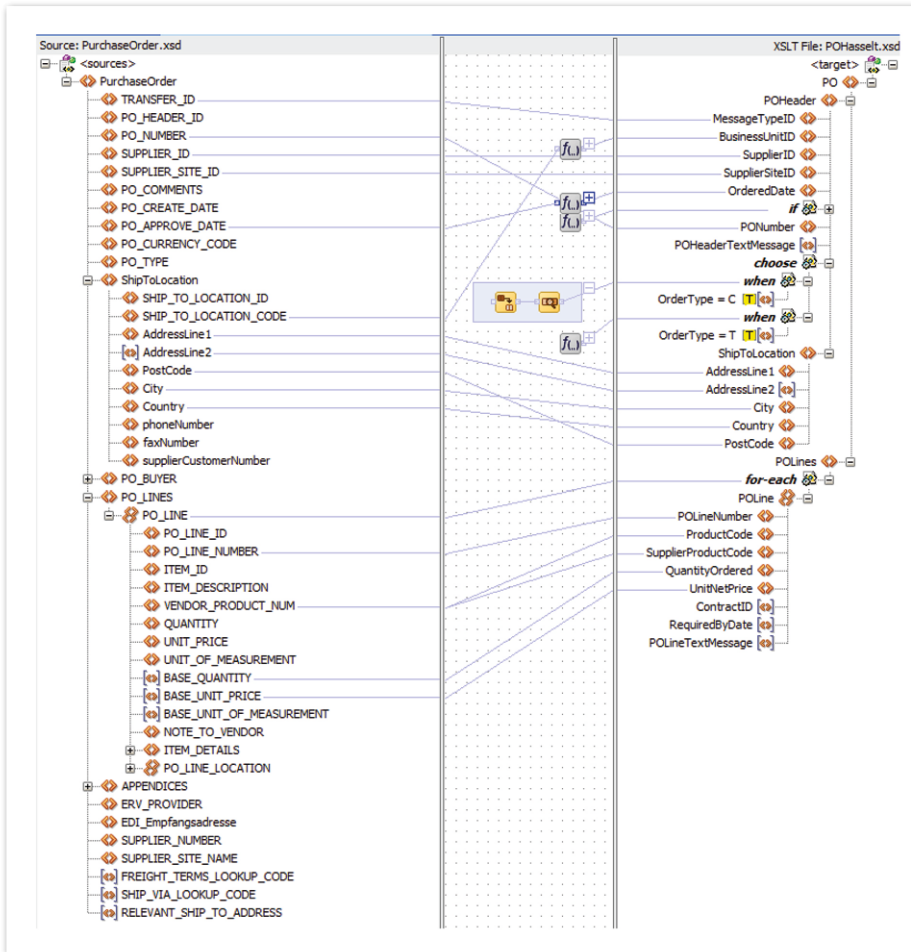 Source: PurchaseOrder.xsd
<sources>
PurchaseOrder
TRANSFER_ID
PO_HEADER_ID
PO_NUMBER
SUPPLIER_ID
SUPPLIER_SITE_ID
PO_COMMENTS
PO_CREATE_DATE
PO_APPROVE_DATE
PO_CURRENCY_CODE
PO_TYPE
ShipToLocation
SHIP_TO_LOCATION_ID
SHIP_TO_LOCATION_CODE
AddressLine1
AddressLine2
PostCode
City
Country
phoneNumber
faxNumber
supplierCustomerNumber
PO_BUYER
PO_LINES
PO_LINE
PO_LINE_ID
PO_LINE_NUMBER
ITEM_ID
ITEM_DESCRIPTION
VENDOR_PRODUCT_NUM
QUANTITY
UNIT_PRICE
UNIT_OF_MEASUREMENT
BASE_QUANTITY
BASE_UNIT_PRICE
BASE_UNIT_OF_MEASUREMENT
NOTE_TO_VENDOR
ITEM_DETAILS
PO_LINE_LOCATION
APPENDICES
ERV_PROVIDER
EDI_Empfangsadresse
SUPPLIER_NUMBER
SUPPLIER_SITE_NAME
FREIGHT_TERMS_LOOKUP_CODE
SHIP_VIA_LOOKUP_CODE
RELEVANT_SHIP_TO_ADDRESS
f(..)
f(..)
f(..)
f(..)
XSLT File: POHasselt.xsd
<target>
PO
POHeader
MessageTypeID
BusinessUnitID
SupplierID
SupplierSiteID
OrderedDate
if
PONumber
POHeaderTextMessage
choose
when
OrderType = C T
when
OrderType = T T
ShipToLocation
AddressLine1
AddressLine2
City
Country
PostCode
POLines
for-each
POLine
POLineNumber
ProductCode
SupplierProductCode
QuantityOrdered
UnitNetPrice
ContractID
RequiredByDate
POLineTextMessage